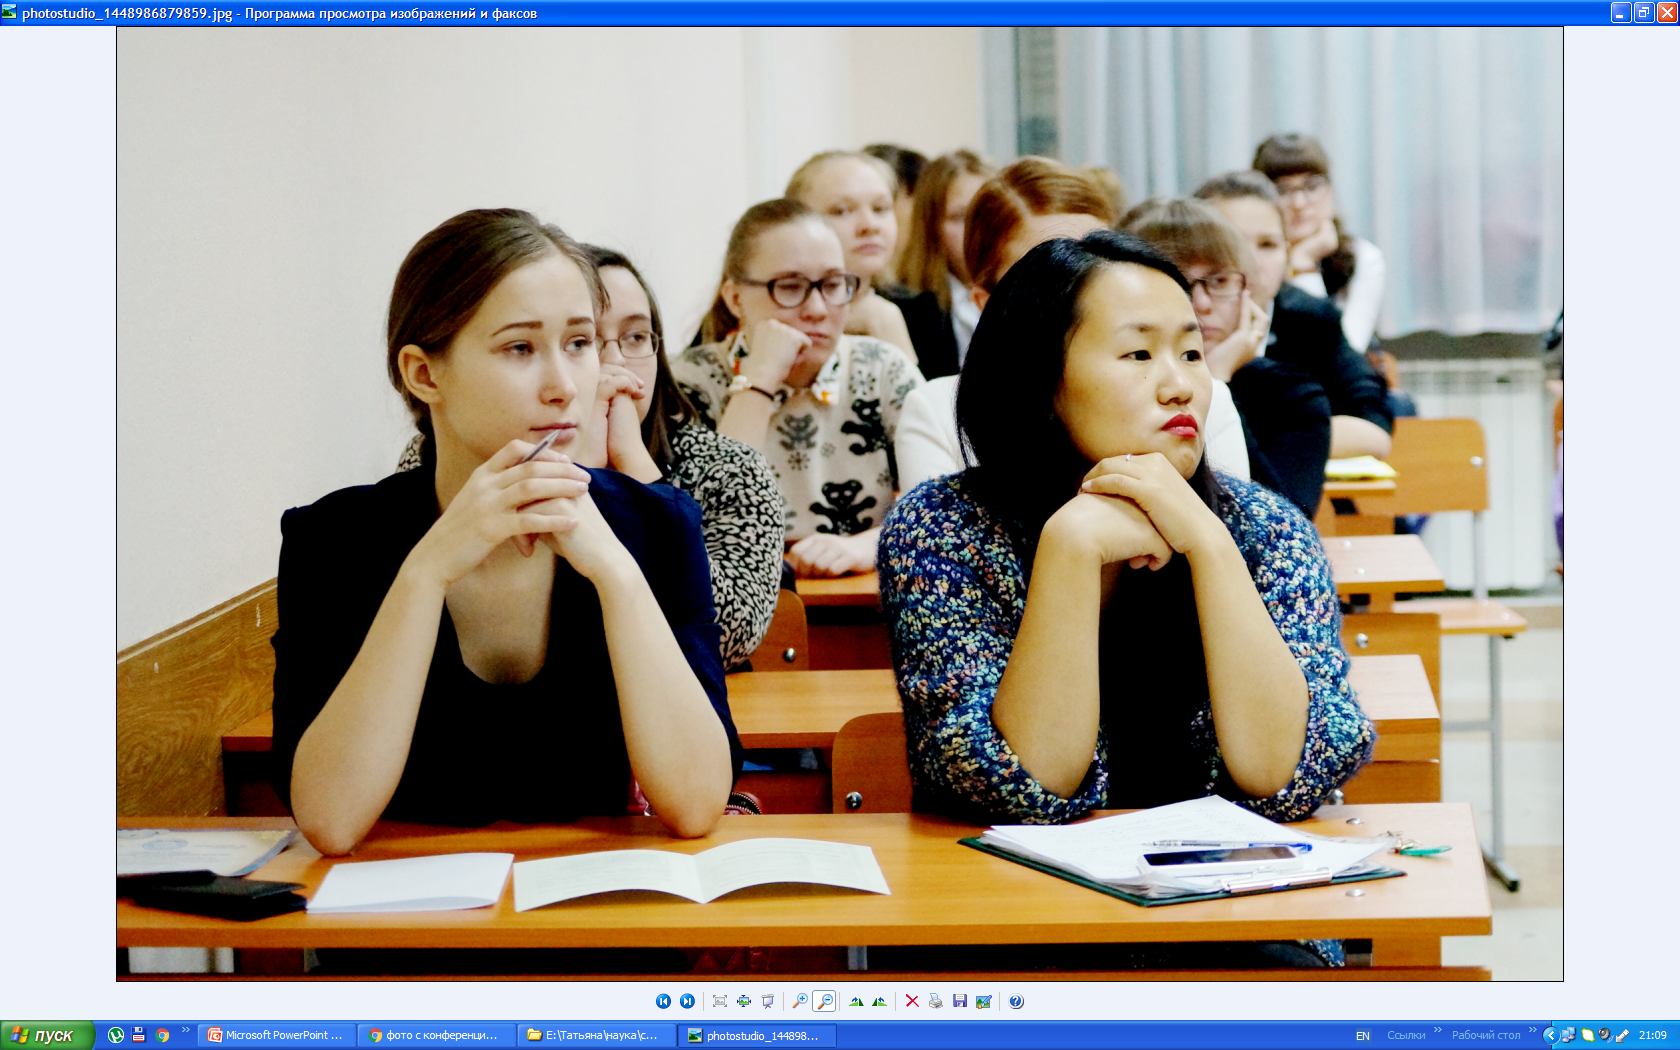 photostudio_1448986879859.jpg - Программа просмотра изображений и факсов
пуск
Microsoft PowerPoint ...
фото с конференци...
E:\Татьяна\наука\с...
photostudio_144898...
EN
Ссылки
Рабочий стол
21:09